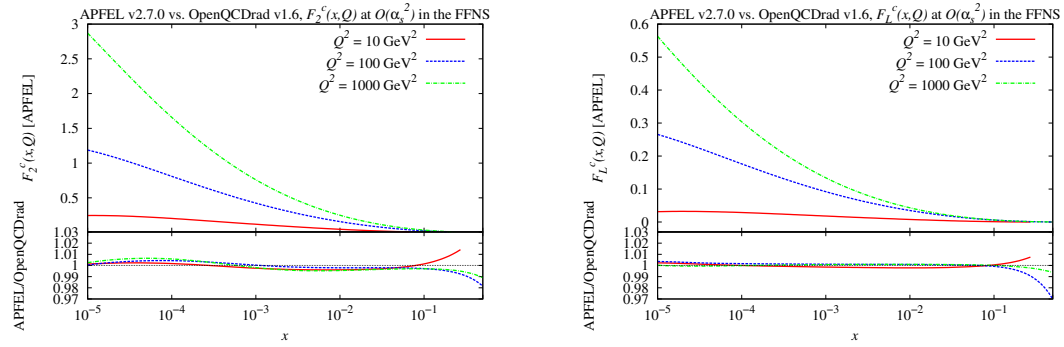 APFEL v2.7.0 vs. OpenQCDrad v1.6, F₂ᶜ(x,Q) at O(αₛ²) in the FFNS
Q² = 10 GeV²
Q² = 100 GeV²
Q² = 1000 GeV²
F₂ᶜ(x,Q) [APFEL]
3
2.5
2
1.5
1
0.5
1.03
1.02
1.01
1
0.99
0.98
0.97
APFEL/OpenQCDrad
10⁻⁵
10⁻⁴
10⁻³
10⁻²
10⁻¹
x
APFEL v2.7.0 vs. OpenQCDrad v1.6, F_Lᶜ(x,Q) at O(αₛ²) in the FFNS
Q² = 10 GeV²
Q² = 100 GeV²
Q² = 1000 GeV²
F_Lᶜ(x,Q) [APFEL]
0.6
0.5
0.4
0.3
0.2
0.1
0
1.03
1.02
1.01
1
0.99
0.98
0.97
APFEL/OpenQCDrad
10⁻⁵
10⁻⁴
10⁻³
10⁻²
10⁻¹
x